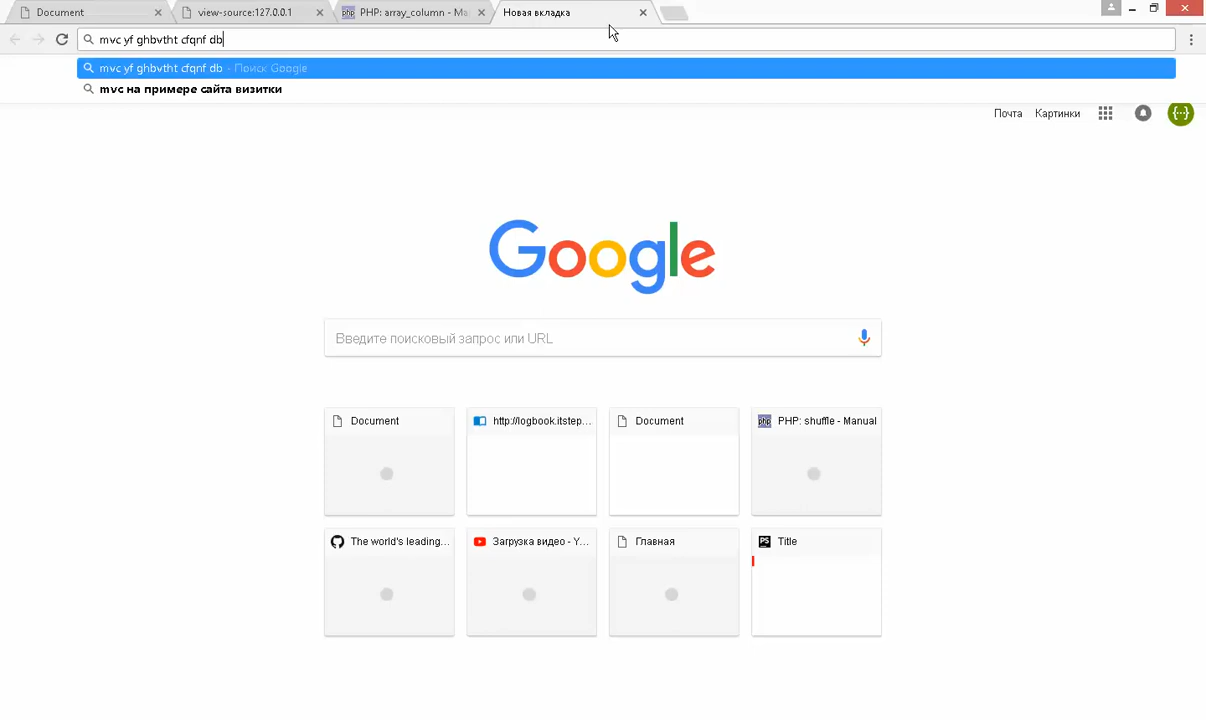 Document
view-source:127.0.0.1
PHP: array_column - Ma
Новая вкладка
mvc yf ghbvtht cfqnf db
mvc yf ghbvtht cfqnf db - Поиск Google
mvc на примере сайта визитки
Почта Картинки
{···}
Google
Введите поисковый запрос или URL
Document
http://logbook.itstep...
Document
php PHP: shuffle - Manual
The world's leading...
Загрузка видео - Y...
Главная
PS Title